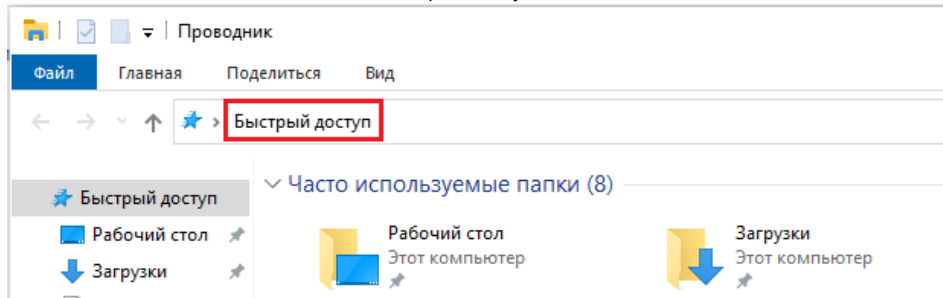 Проводник
Файл Главная Поделиться Вид
Быстрый доступ
Быстрый доступ
Рабочий стол
Загрузки
Часто используемые папки (8)
Рабочий стол
Этот компьютер
Загрузки
Этот компьютер